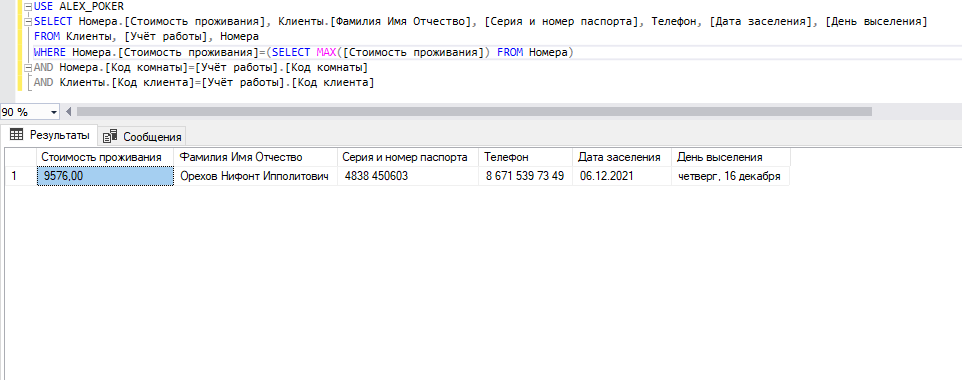 USE ALEX_POKER
SELECT Номера.[Стоимость проживания], Клиенты.[Фамилия Имя Отчество], [Серия и номер паспорта], Телефон, [Дата заселения], [День выселения]
FROM Клиенты, [Учёт работы], Номера
WHERE Номера.[Стоимость проживания]=(SELECT MAX([Стоимость проживания]) FROM Номера)
AND Номера.[Код комнаты]=[Учёт работы].[Код комнаты]
AND Клиенты.[Код клиента]=[Учёт работы].[Код клиента]
90 %
Результаты Сообщения
Стоимость проживания Фамилия Имя Отчество Серия и номер паспорта Телефон Дата заселения День выселения
1 9576,00 Орехов Нифонт Ипполитович 4838 450603 8 671 539 73 49 06.12.2021 четверг, 16 декабря